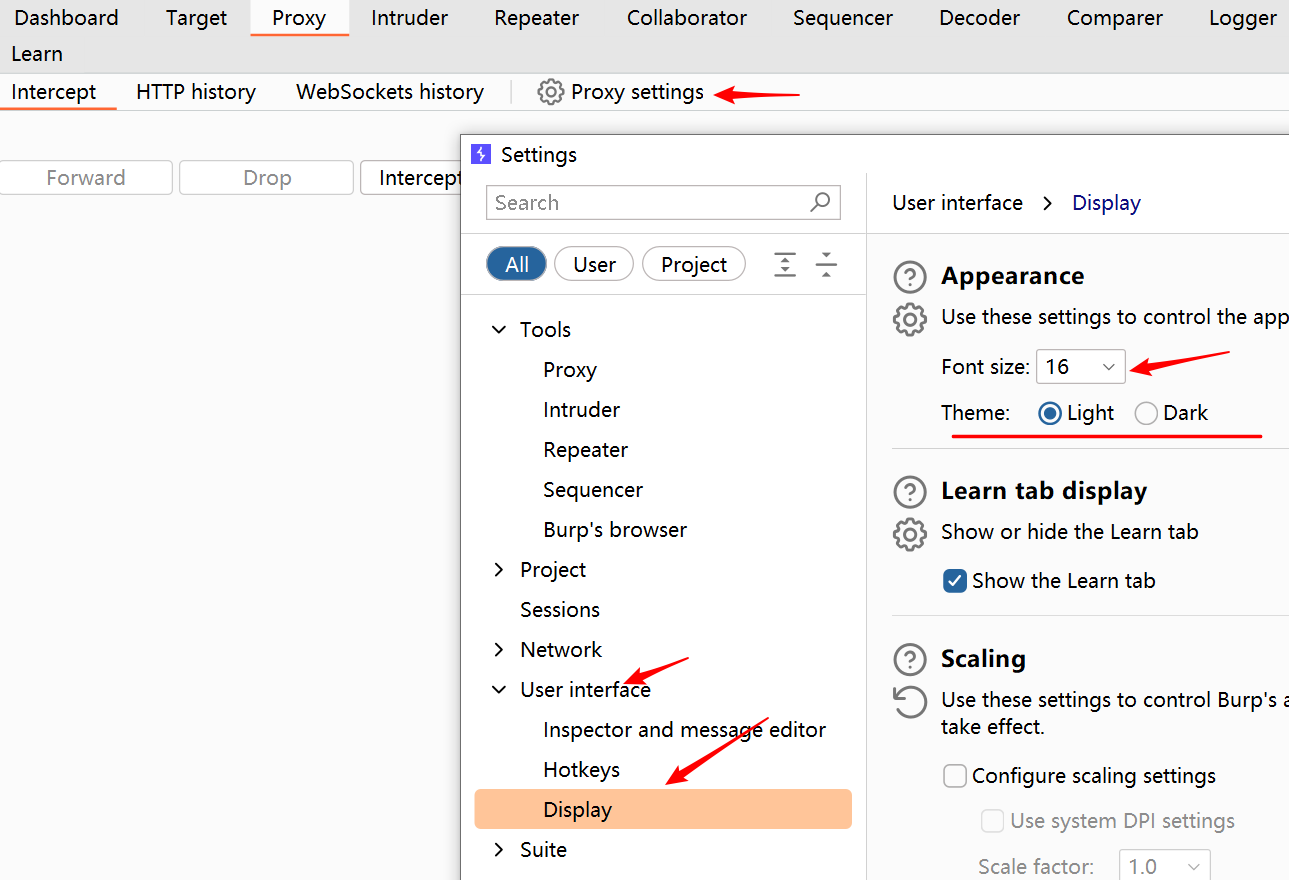 Dashboard Target Proxy Intruder Repeater Collaborator Sequencer Decoder Comparer Logger
Learn
Intercept HTTP history WebSockets history Proxy settings
Forward Drop Intercept
Settings
Search
All User Project
Tools
Proxy
Intruder
Repeater
Sequencer
Burp's browser
Project
Sessions
Network
User interface
Inspector and message editor
Hotkeys
Display
Suite
User interface > Display
Appearance
Use these settings to control the app
Font size: 16
Theme: Light Dark
Learn tab display
Show or hide the Learn tab
Show the Learn tab
Scaling
Use these settings to control Burp's a
take effect.
Configure scaling settings
Use system DPI settings
Scale factor: 1.0